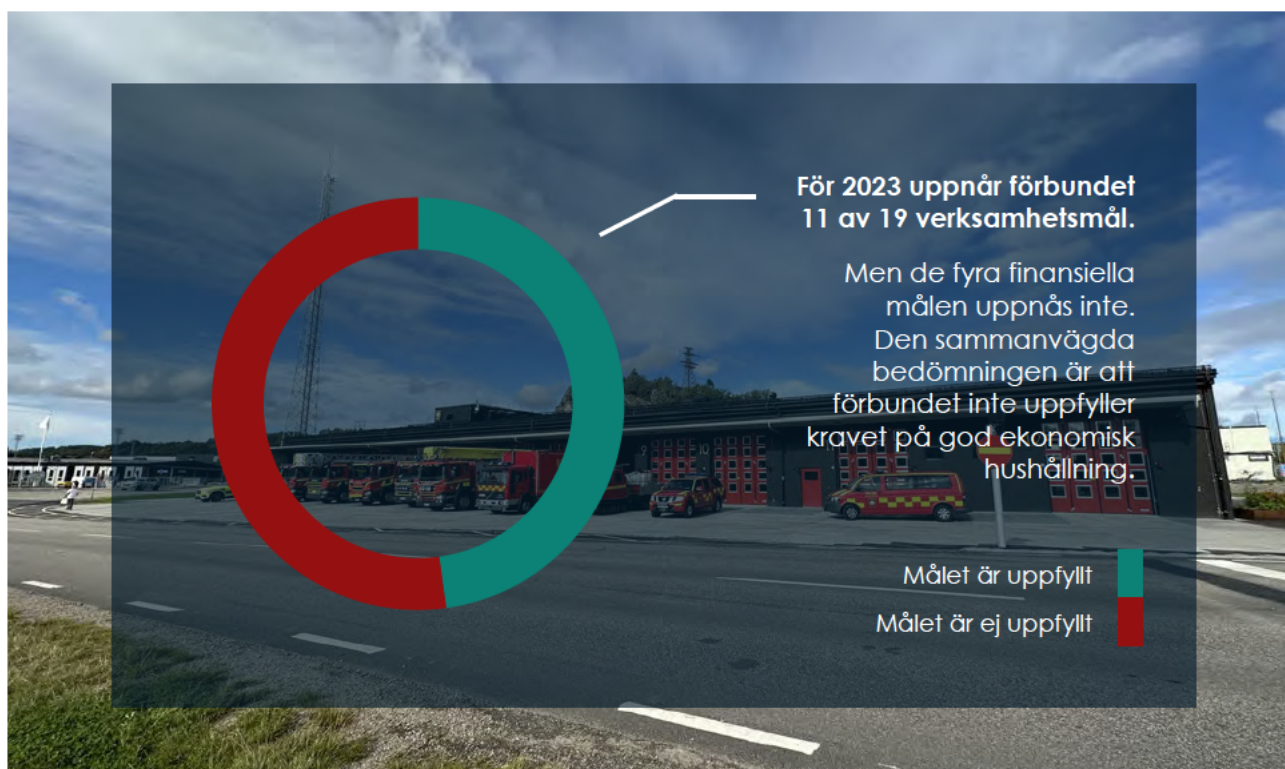 För 2023 uppnår förbundet
11 av 19 verksamhetsmål.
Men de fyra finansiella
målen uppnås inte.
Den sammanvägda
bedömningen är att
förbundet inte uppfyller
kravet på god ekonomisk
hushållning.
Målet är uppfyllt
Målet är ej uppfyllt